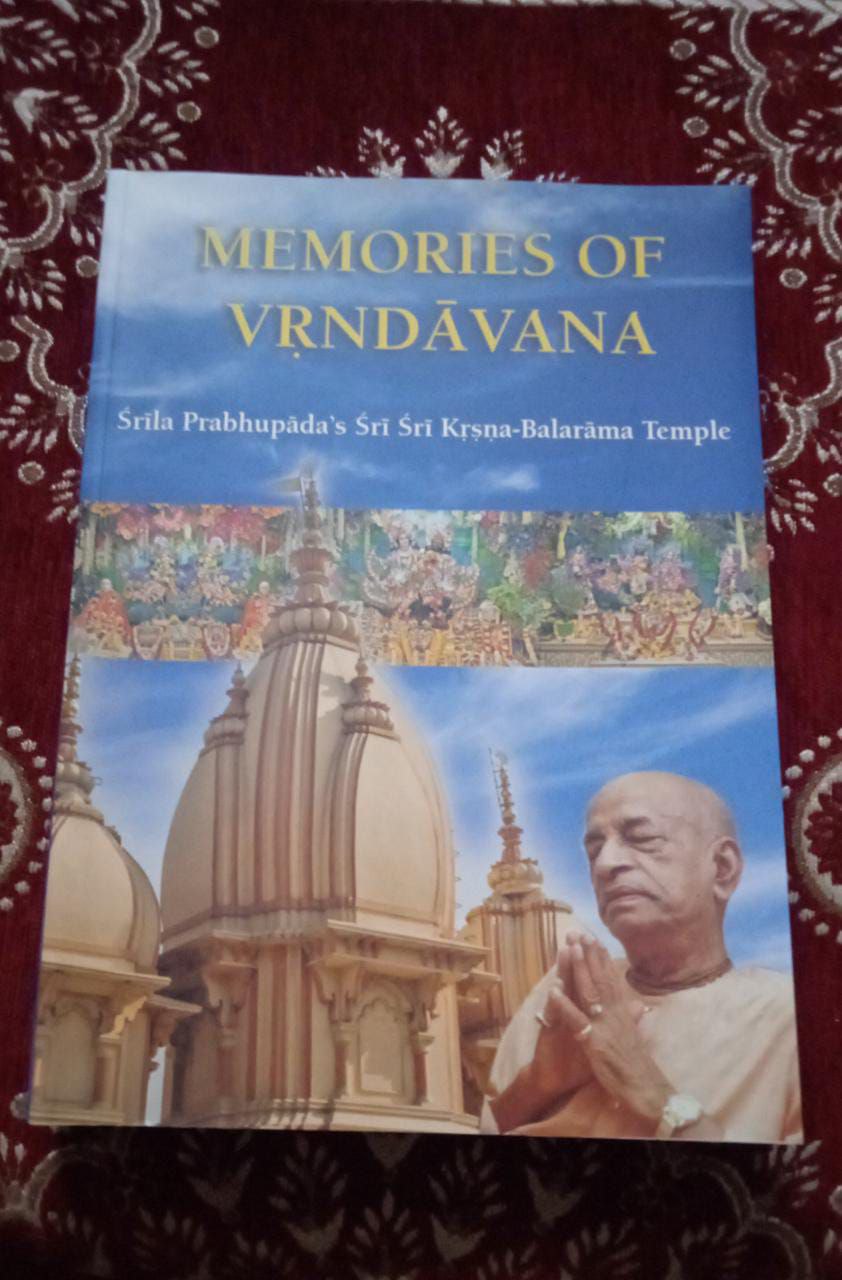 MEMORIES OF
VṚNDĀVANA
Śrīla Prabhupāda's Śrī Śrī Kṛṣṇa-Balarāma Temple